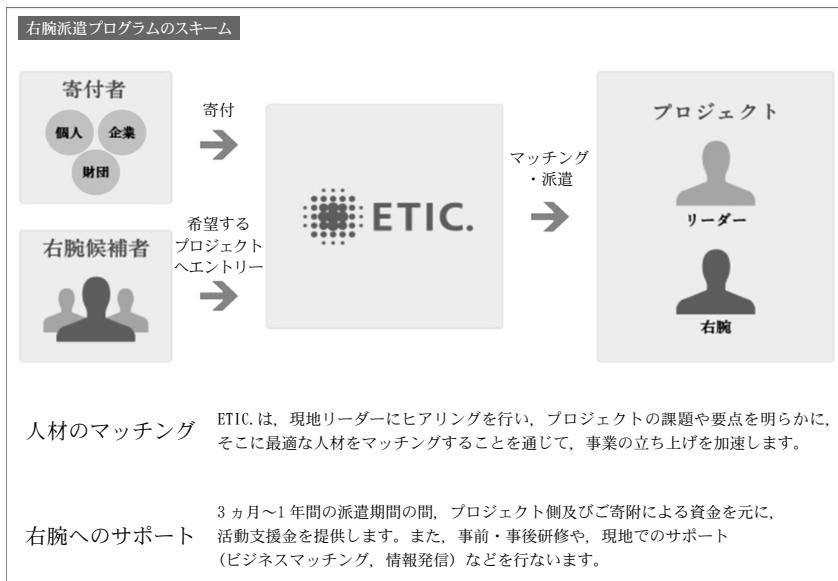 右腕派遣プログラムのスキーム
寄付者
個人
企業
財団
寄付
右腕候補者
希望する
プロジェクト
へエントリー
ETIC.
マッチング
・派遣
プロジェクト
リーダー
右腕
人材のマッチング
ETIC.は，現地リーダーにヒアリングを行い，プロジェクトの課題や要点を明らかに，
そこに最適な人材をマッチングすることを通じて，事業の立ち上げを加速します。
右腕へのサポート
3ヵ月～1年間の派遣期間の間，プロジェクト側及びご寄附による資金を元に，
活動支援金を提供します。また，事前・事後研修や，現地でのサポート
（ビジネスマッチング，情報発信）などを行ないます。